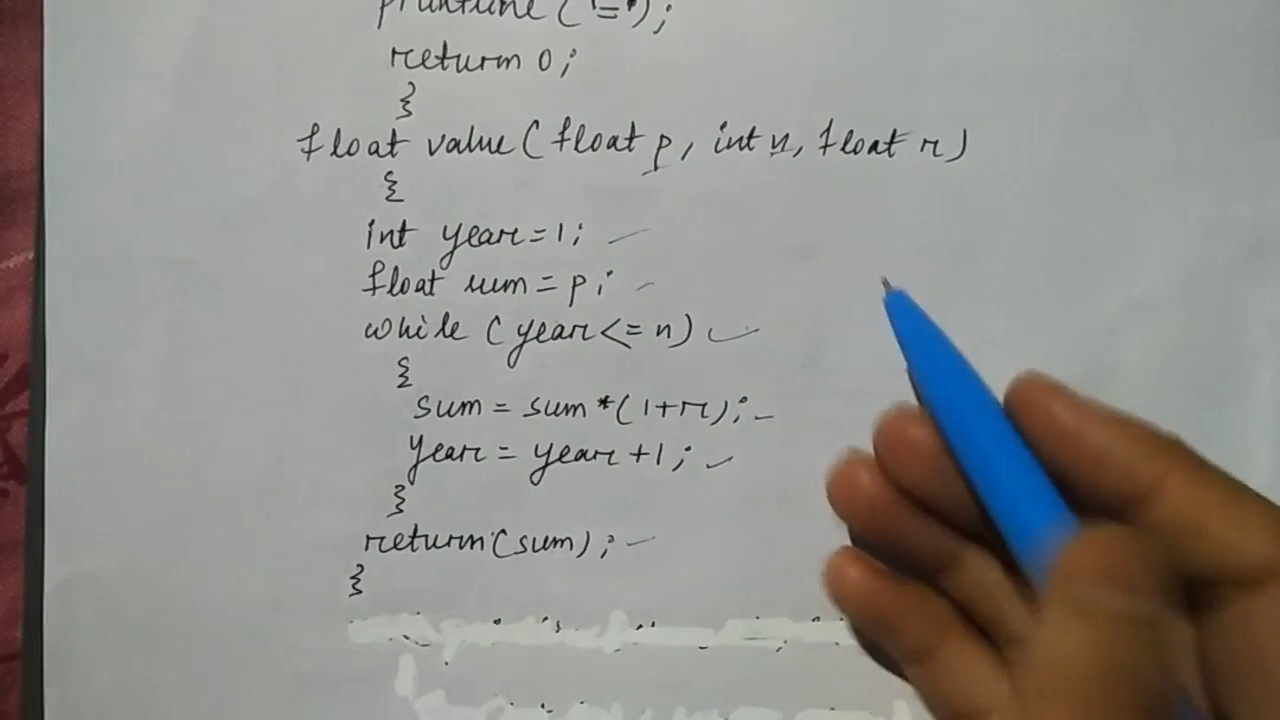 printline ('=');
return 0;
}
float value (float p, int n, float r)
{
int year = 1;
float sum = p;
while (year <= n)
{
sum = sum * (1+r);
year = year + 1;
}
return (sum);
}